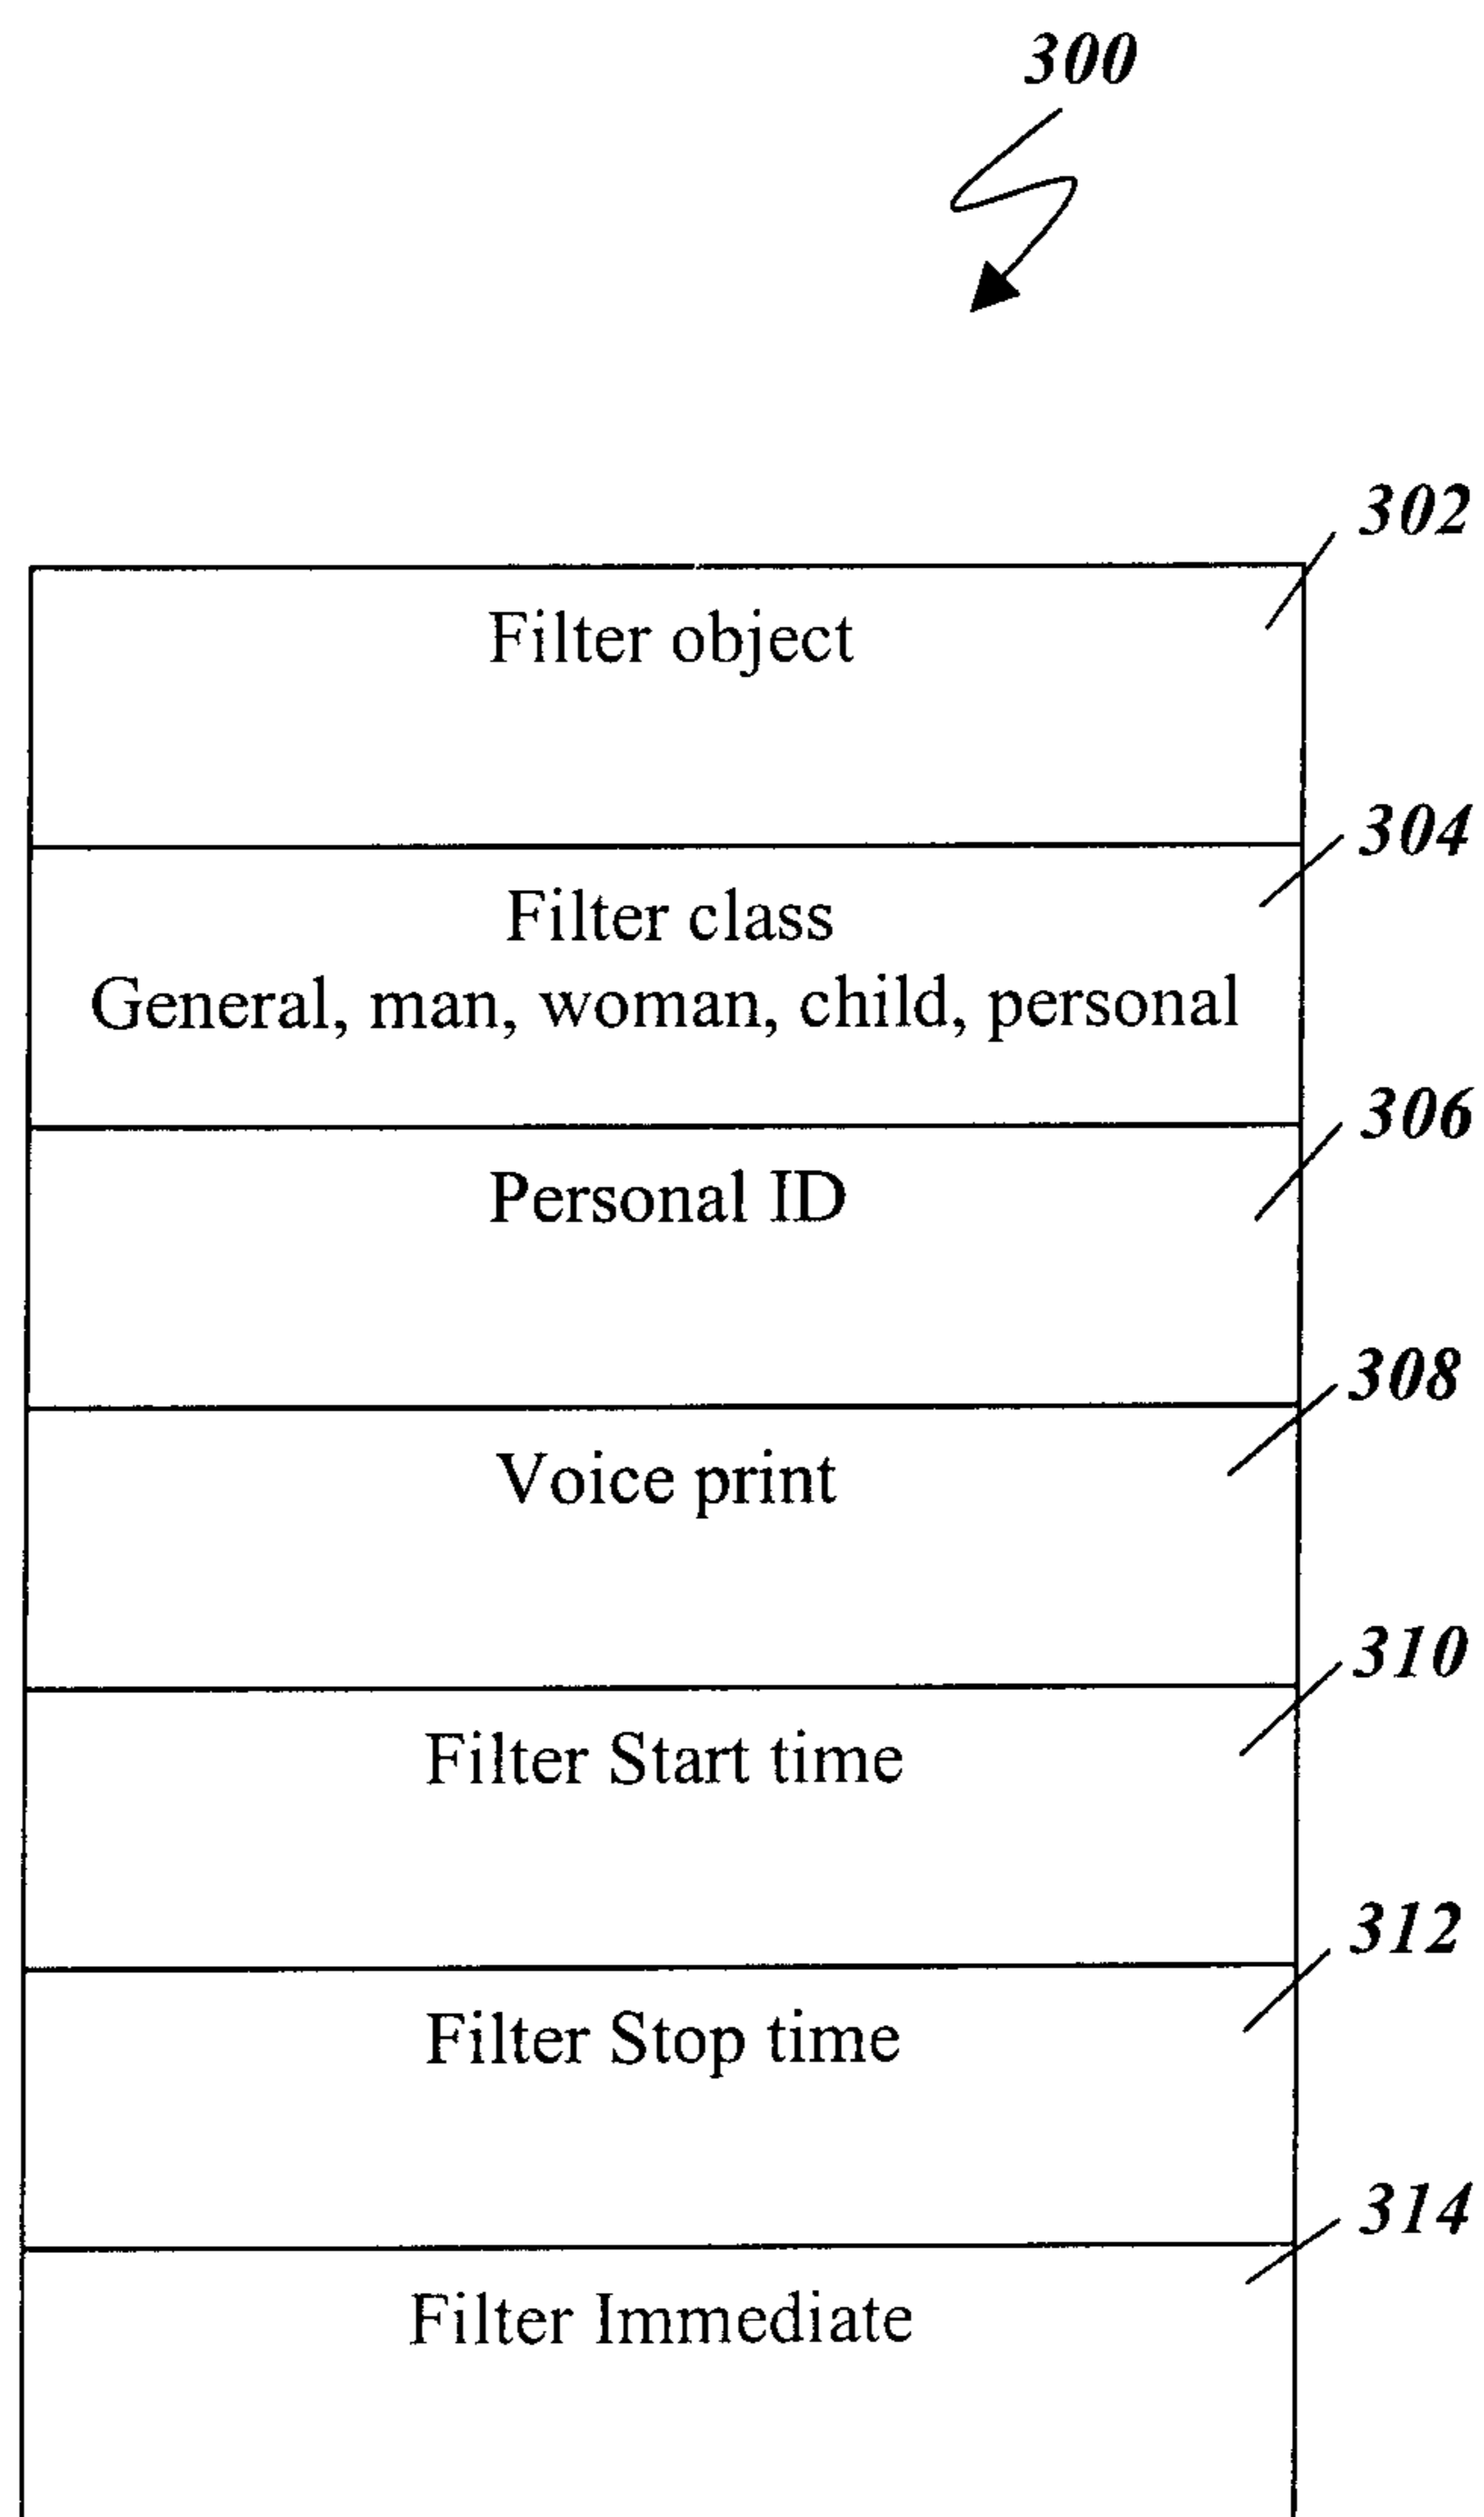 300
302
Filter object
304
Filter class
General, man, woman, child, personal
306
Personal ID
308
Voice print
310
Filter Start time
312
Filter Stop time
314
Filter Immediate